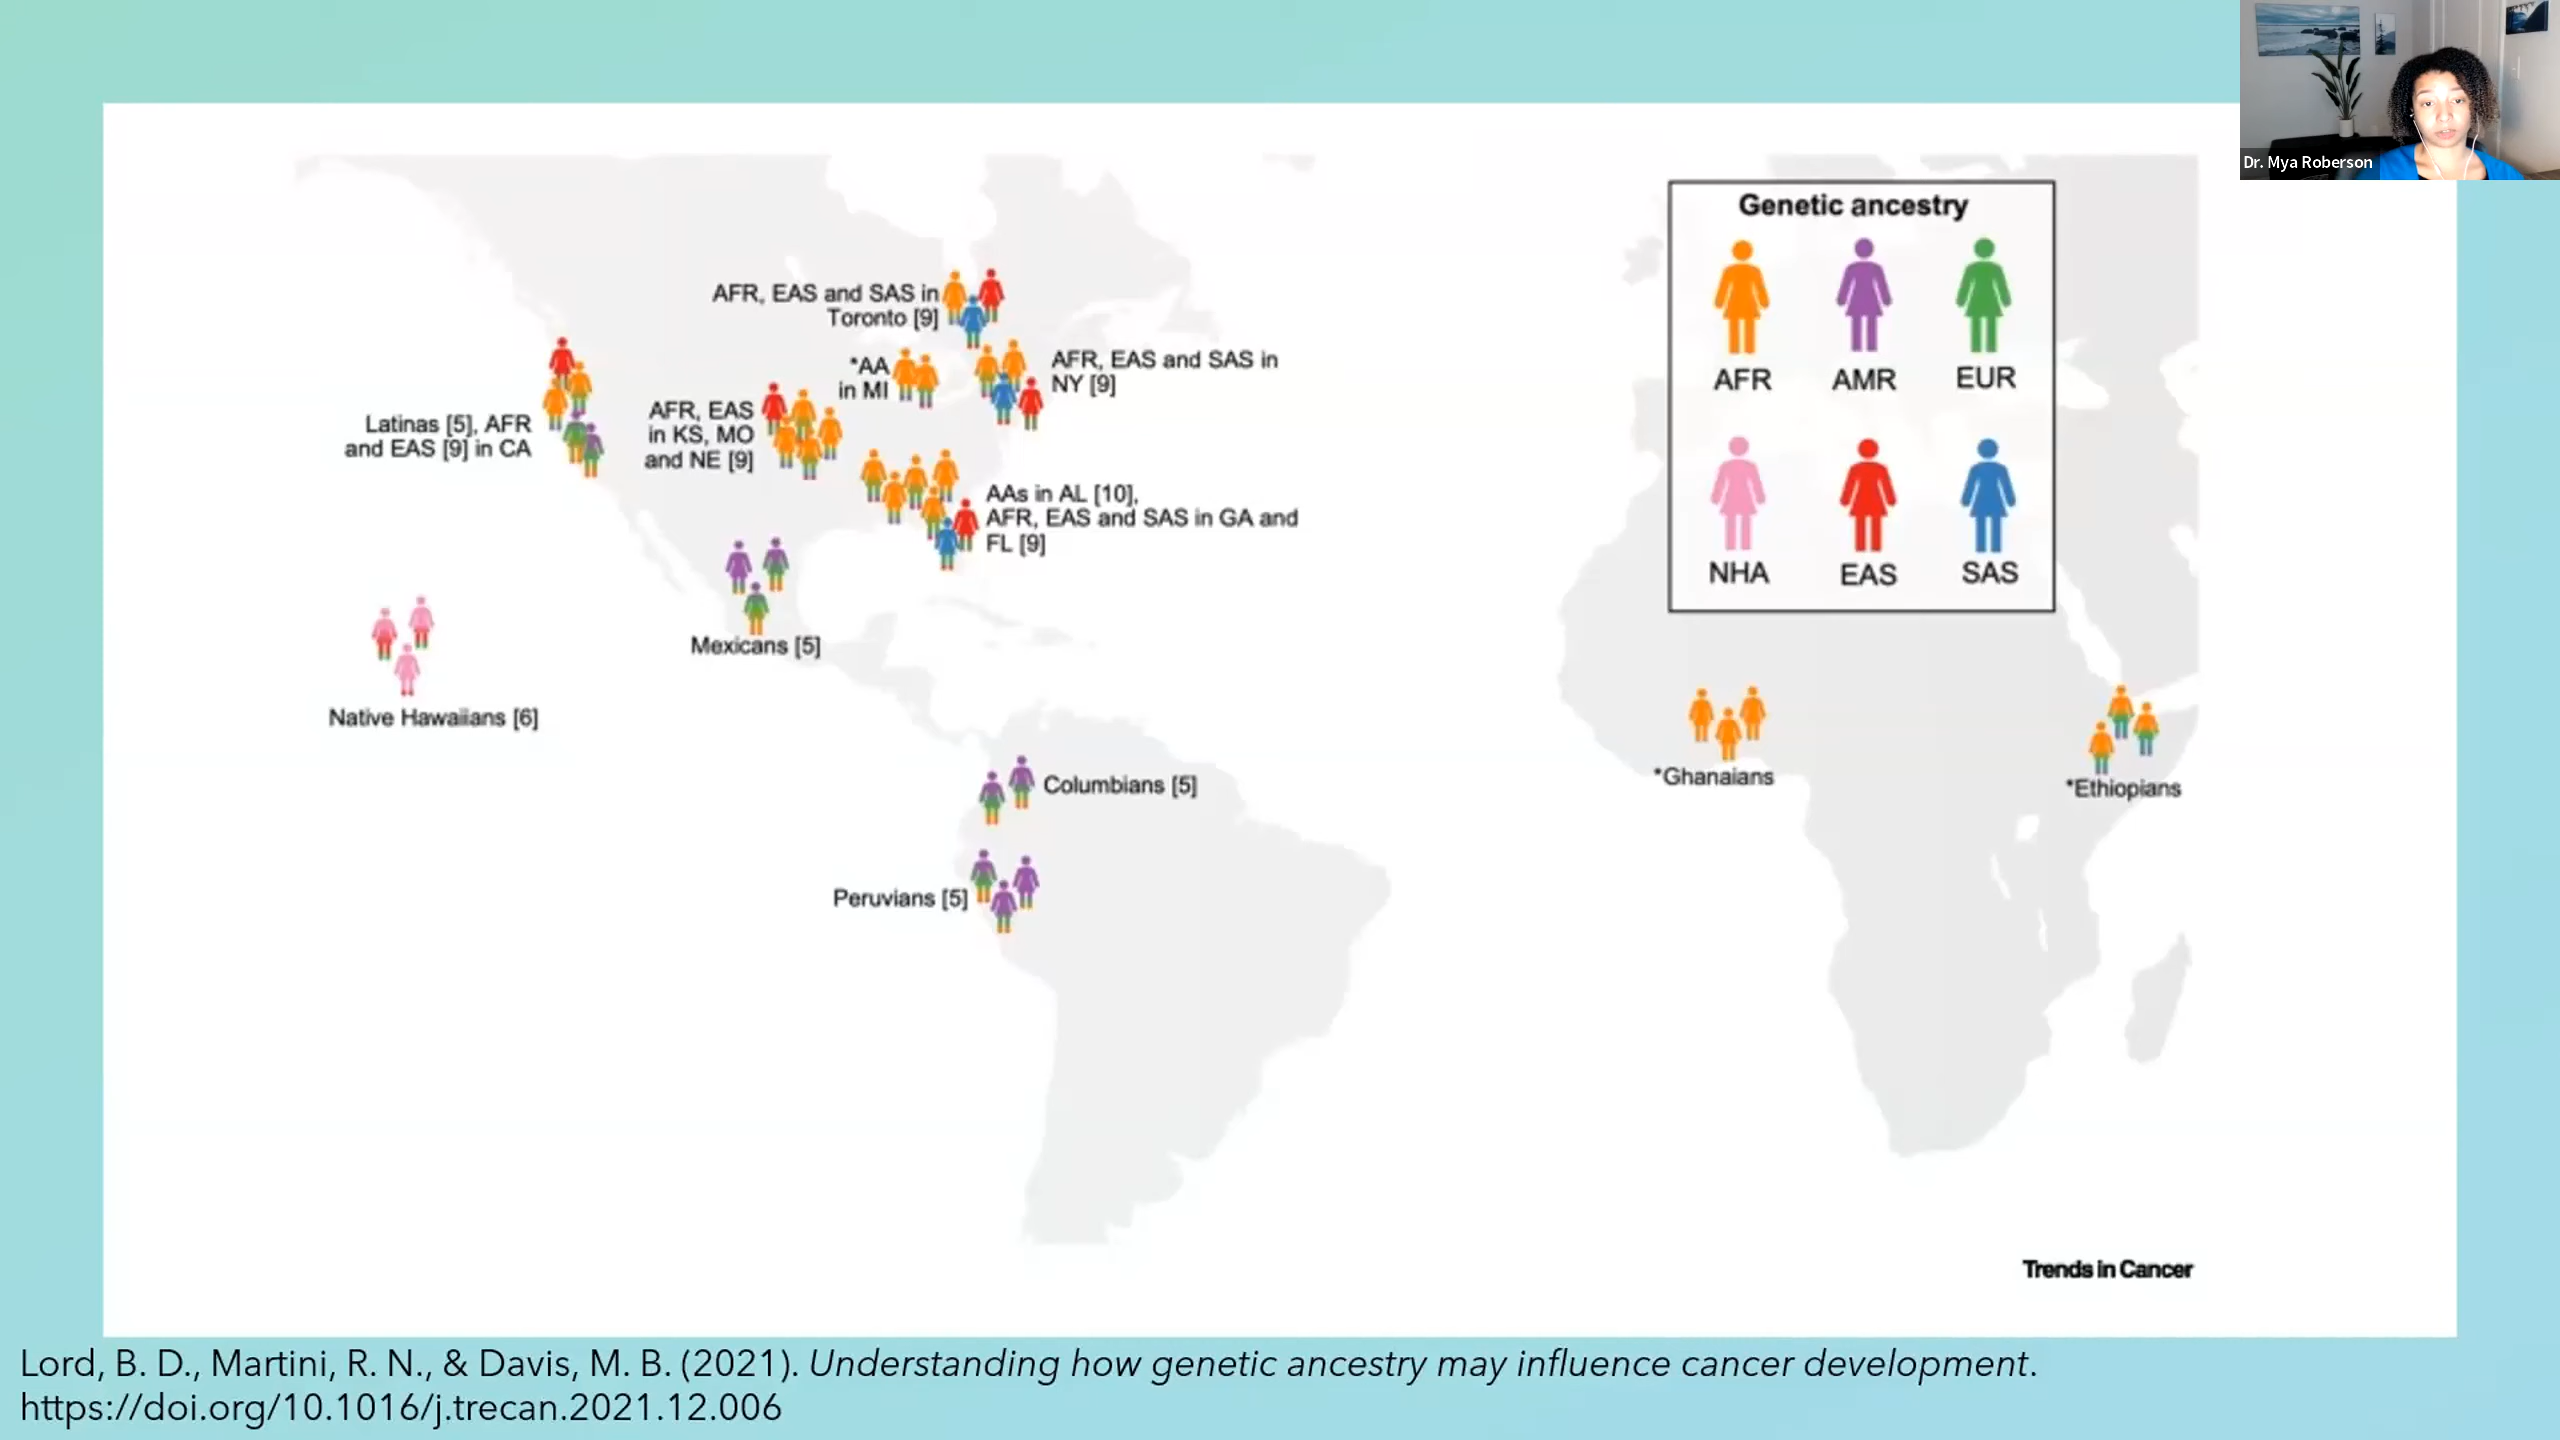 Dr. Mya Roberson
Genetic ancestry
AFR AMR EUR
NHA EAS SAS
AFR, EAS and SAS in
Toronto [9]
*AA
in MI
AFR, EAS and SAS in
NY [9]
Latinas [5], AFR
and EAS [9] in CA
AFR, EAS
in KS, MO
and NE [9]
AAs in AL [10],
AFR, EAS and SAS in GA and
FL [9]
Mexicans [5]
Native Hawaiians [6]
Columbians [5]
Peruvians [5]
*Ghanaians
*Ethiopians
Trends in Cancer
Lord, B. D., Martini, R. N., & Davis, M. B. (2021). Understanding how genetic ancestry may influence cancer development.
https://doi.org/10.1016/j.trecan.2021.12.006